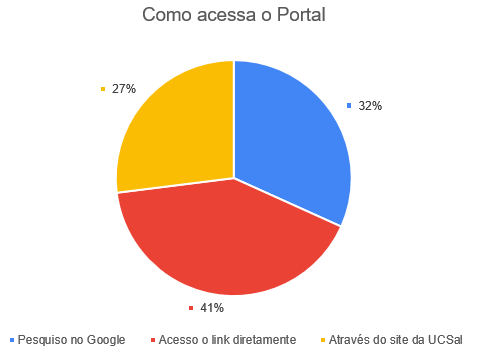 Como acessa o Portal
27%
32%
41%
Pesquiso no Google
Acesso o link diretamente
Através do site da UCSal